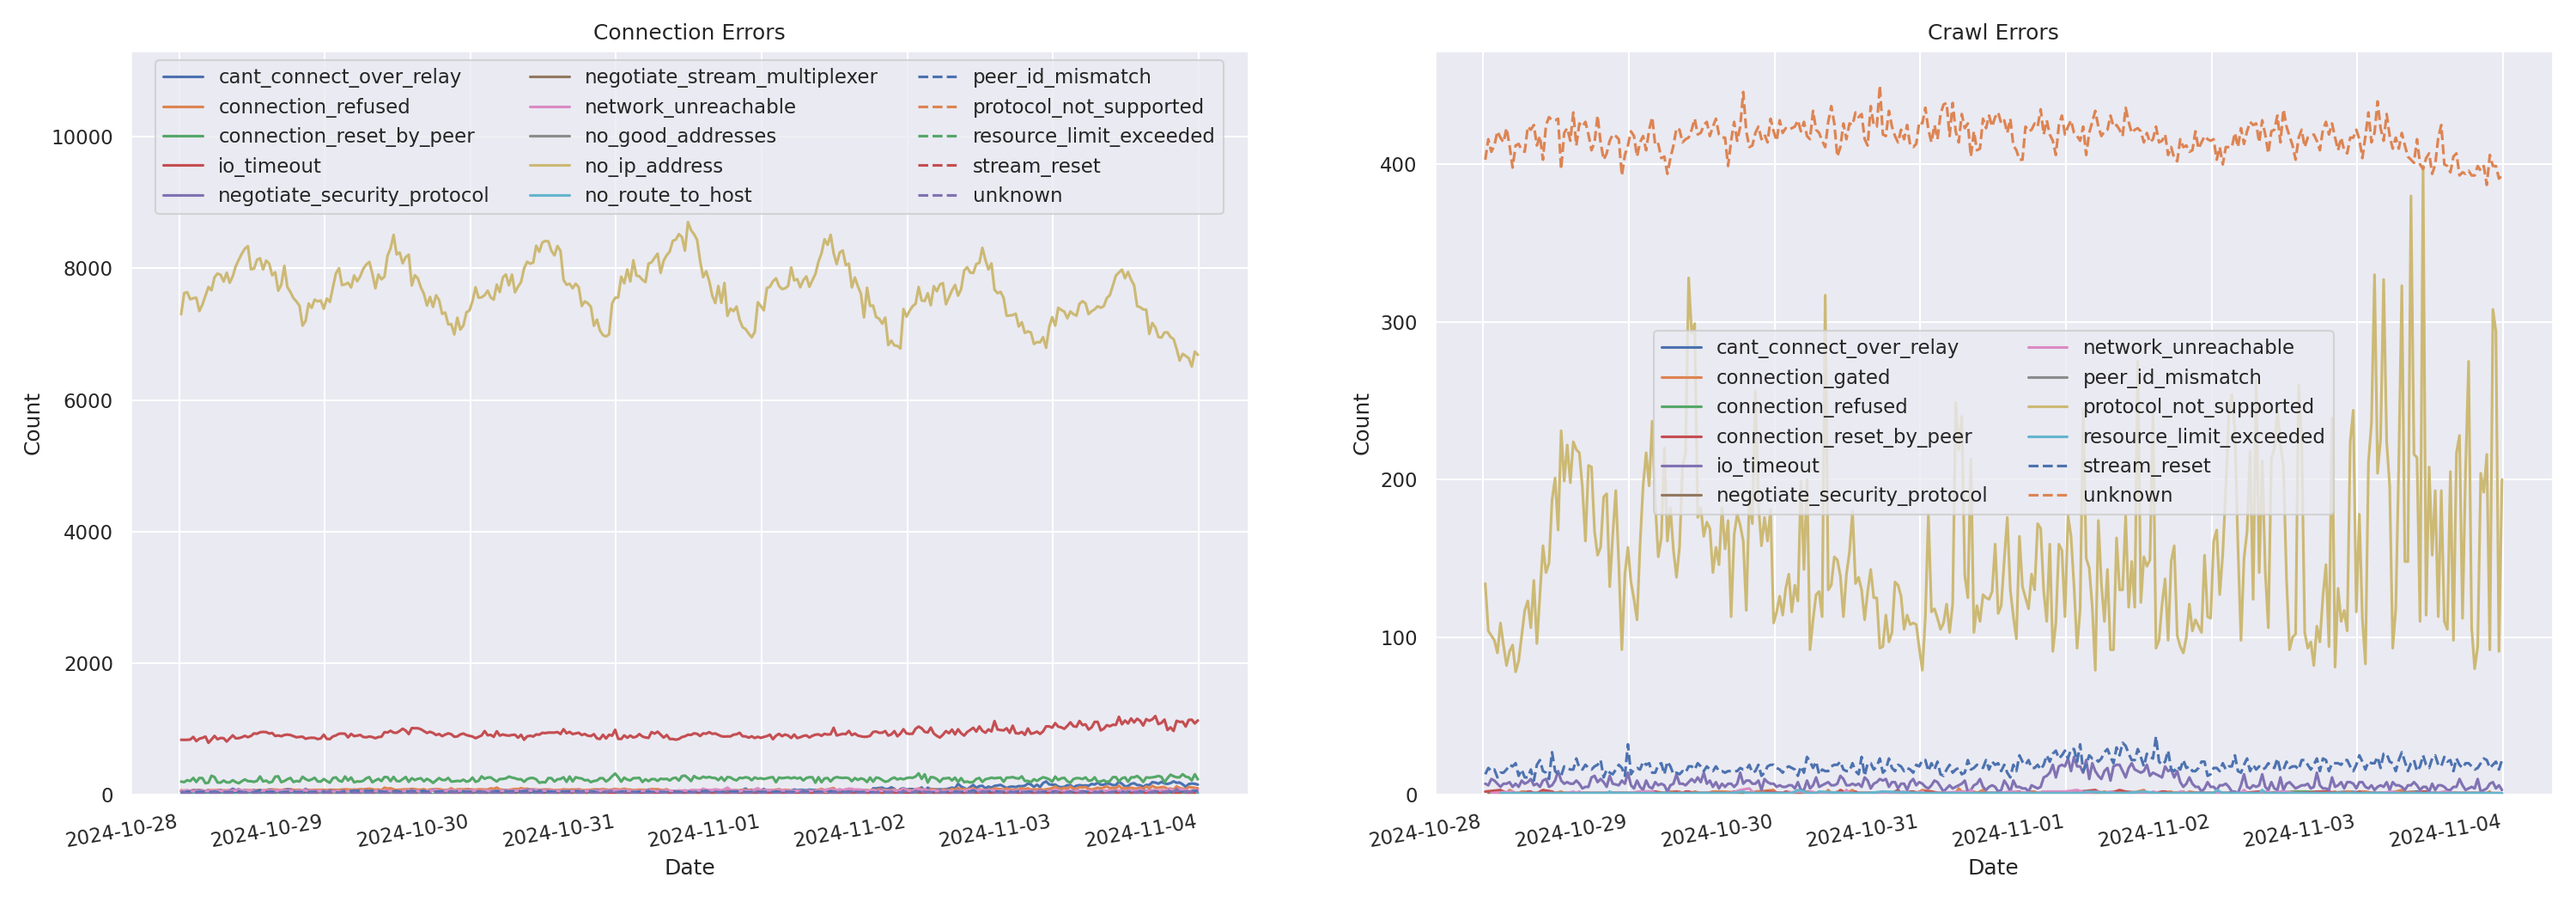 Connection Errors
cant_connect_over_relay
connection_refused
connection_reset_by_peer
io_timeout
negotiate_security_protocol
negotiate_stream_multiplexer
network_unreachable
no_good_addresses
no_ip_address
no_route_to_host
peer_id_mismatch
protocol_not_supported
resource_limit_exceeded
stream_reset
unknown
10000
8000
6000
4000
2000
0
Count
2024-10-28
2024-10-29
2024-10-30
2024-10-31
2024-11-01
2024-11-02
2024-11-03
2024-11-04
Date
Crawl Errors
400
300
200
100
0
Count
cant_connect_over_relay
connection_gated
connection_refused
connection_reset_by_peer
io_timeout
negotiate_security_protocol
network_unreachable
peer_id_mismatch
protocol_not_supported
resource_limit_exceeded
stream_reset
unknown
2024-10-28
2024-10-29
2024-10-30
2024-10-31
2024-11-01
2024-11-02
2024-11-03
2024-11-04
Date